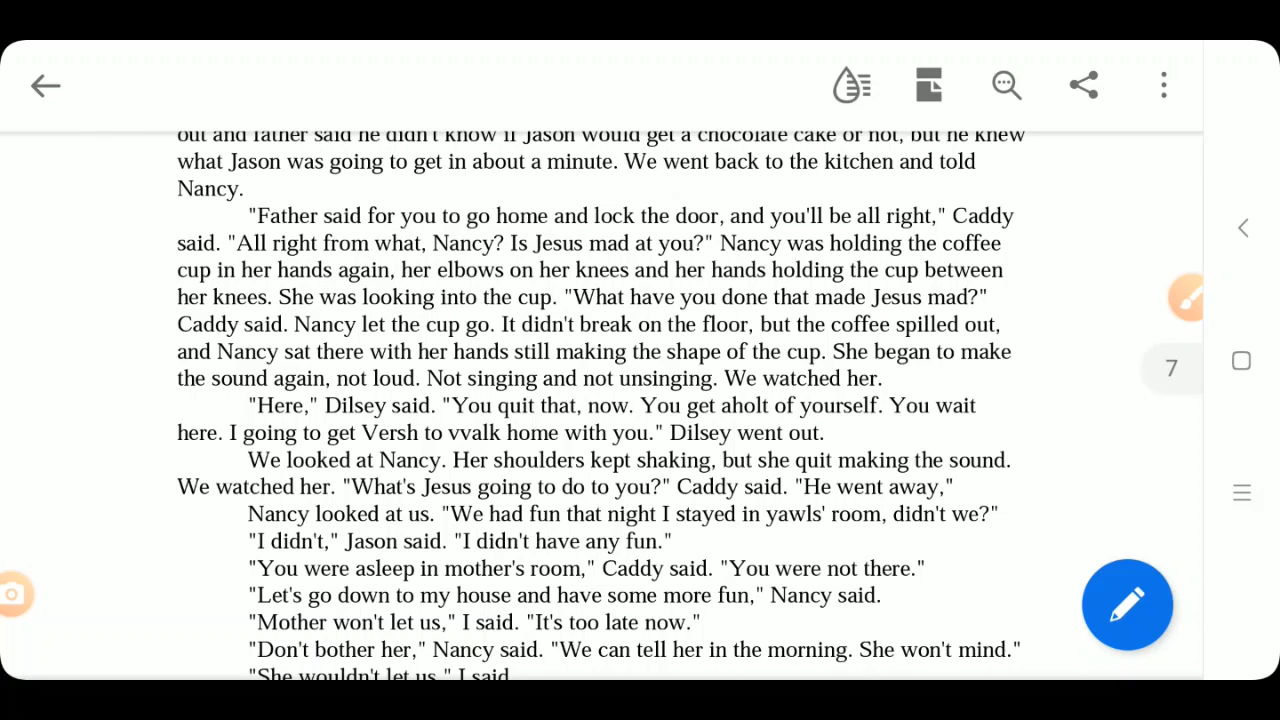 out and father said he didn't know if Jason would get a chocolate cake or not, but he knew
what Jason was going to get in about a minute. We went back to the kitchen and told
Nancy.
"Father said for you to go home and lock the door, and you'll be all right," Caddy
said. "All right from what, Nancy? Is Jesus mad at you?" Nancy was holding the coffee
cup in her hands again, her elbows on her knees and her hands holding the cup between
her knees. She was looking into the cup. "What have you done that made Jesus mad?"
Caddy said. Nancy let the cup go. It didn't break on the floor, but the coffee spilled out,
and Nancy sat there with her hands still making the shape of the cup. She began to make
the sound again, not loud. Not singing and not unsinging. We watched her.
"Here," Dilsey said. "You quit that, now. You get aholt of yourself. You wait
here. I going to get Versh to vvalk home with you." Dilsey went out.
We looked at Nancy. Her shoulders kept shaking, but she quit making the sound.
We watched her. "What's Jesus going to do to you?" Caddy said. "He went away,"
Nancy looked at us. "We had fun that night I stayed in yawls' room, didn't we?"
"I didn't," Jason said. "I didn't have any fun."
"You were asleep in mother's room," Caddy said. "You were not there."
"Let's go down to my house and have some more fun," Nancy said.
"Mother won't let us," I said. "It's too late now."
"Don't bother her," Nancy said. "We can tell her in the morning. She won't mind."
"She wouldn't let us," I said.
7